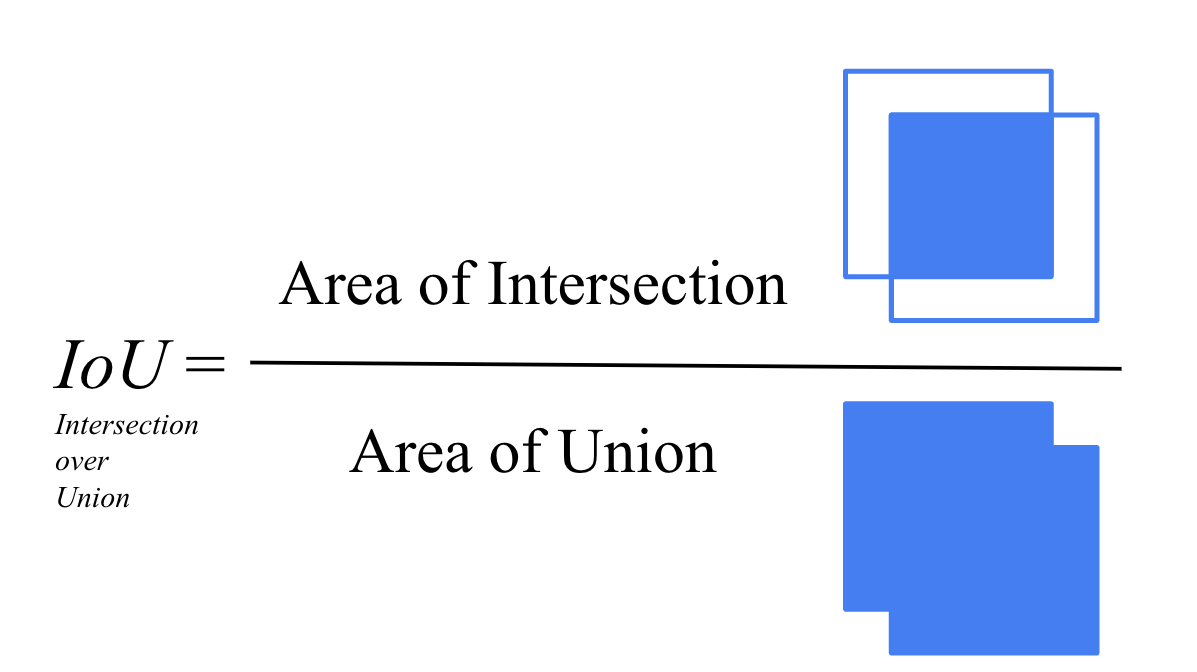 Area of Intersection
IoU =
Intersection
over
Union
Area of Union